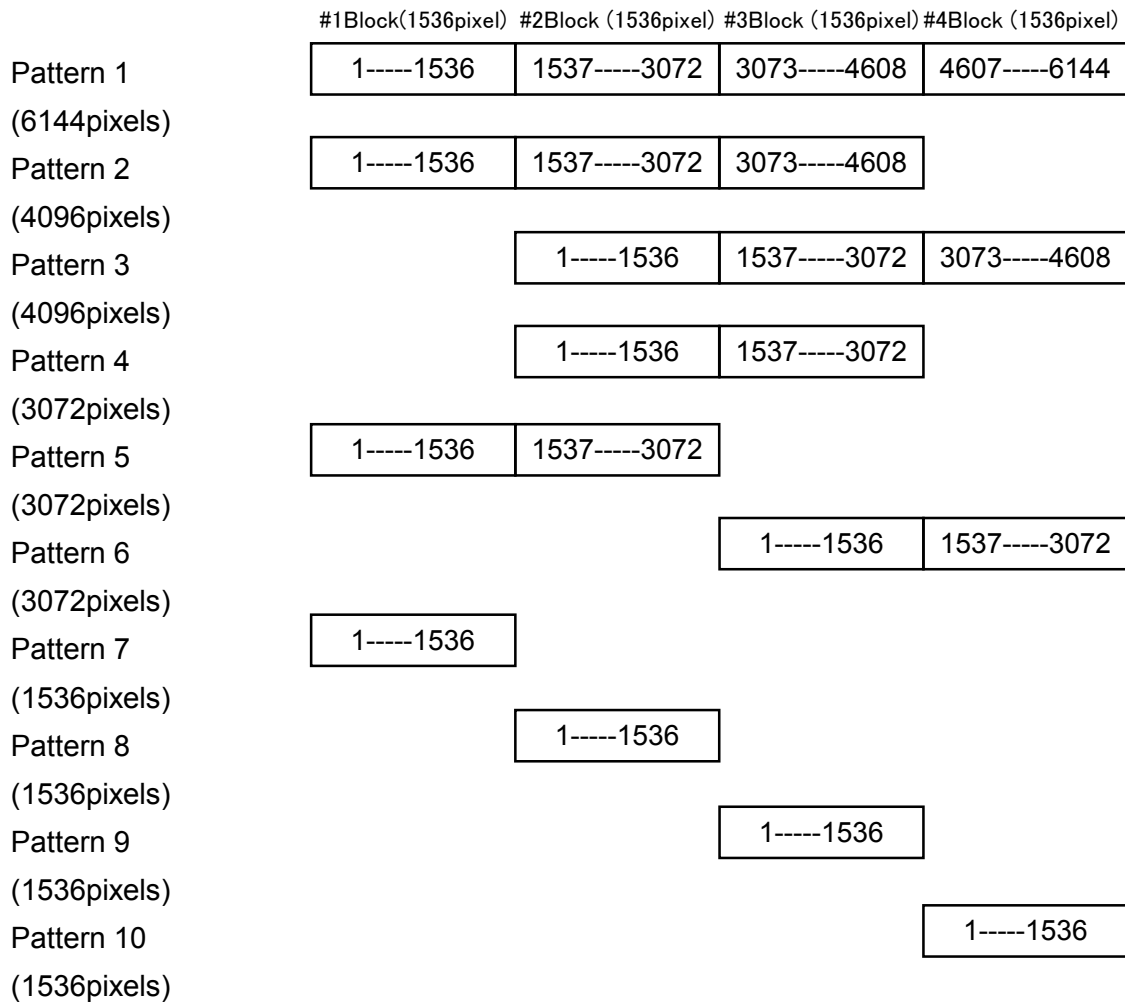 #1Block(1536pixel) #2Block (1536pixel) #3Block (1536pixel) #4Block (1536pixel)
Pattern 1 1-----1536 1537-----3072 3073-----4608 4607-----6144
(6144pixels)
Pattern 2 1-----1536 1537-----3072 3073-----4608
(4096pixels)
Pattern 3 1-----1536 1537-----3072 3073-----4608
(4096pixels)
Pattern 4 1-----1536 1537-----3072
(3072pixels)
Pattern 5 1-----1536 1537-----3072
(3072pixels)
Pattern 6 1-----1536 1537-----3072
(3072pixels)
Pattern 7 1-----1536
(1536pixels)
Pattern 8 1-----1536
(1536pixels)
Pattern 9 1-----1536
(1536pixels)
Pattern 10 1-----1536
(1536pixels)